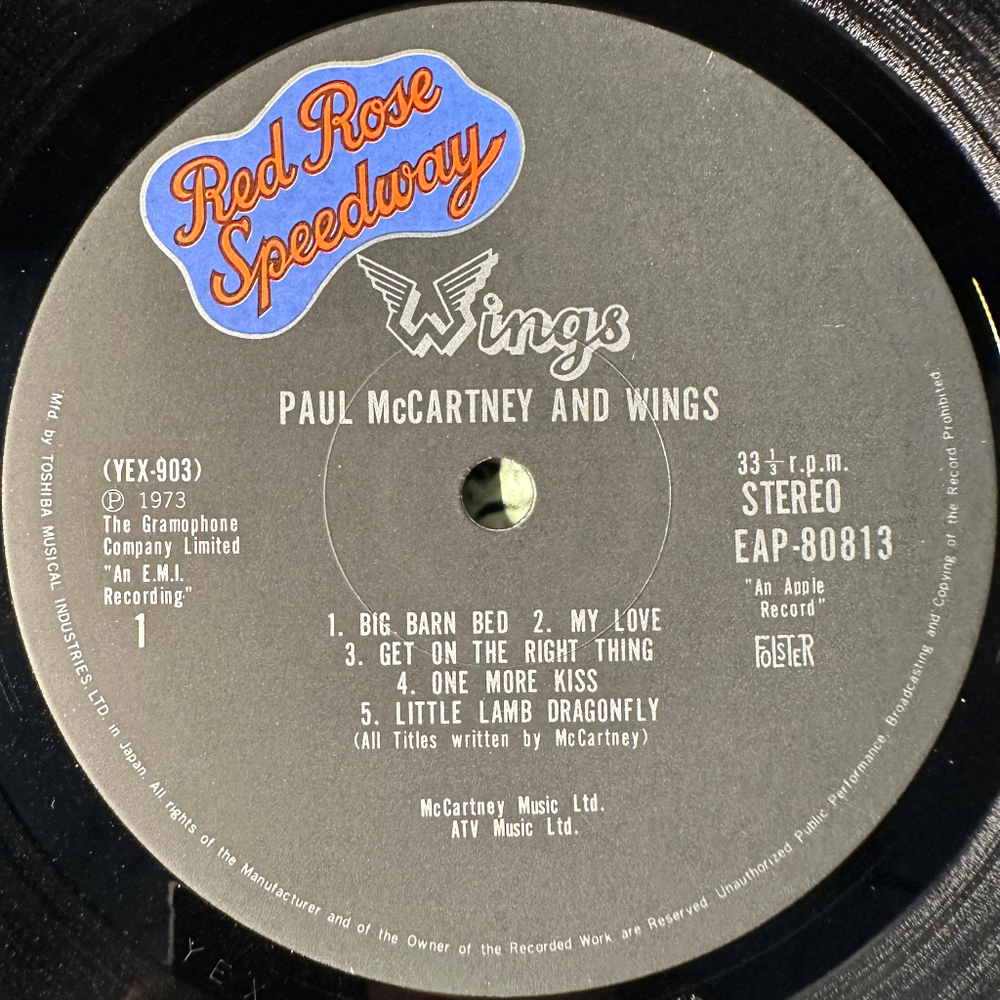 Red Rose
Speedway
Wings
PAUL McCARTNEY AND WINGS
(YEX-903)
Ⓟ 1973
The Gramophone
Company Limited
"An E.M.I.
Recording"
1
33 1/3 r.p.m.
STEREO
EAP-80813
"An Apple
Record"
FOLSTER
1. BIG BARN BED 2. MY LOVE
3. GET ON THE RIGHT THING
4. ONE MORE KISS
5. LITTLE LAMB DRAGONFLY
(All Titles written by McCartney)
McCartney Music Ltd.
ATV Music Ltd.
Mfd. by TOSHIBA MUSICAL INDUSTRIES, LTD. in Japan. All rights of the Manufacturer and of the Owner of the Recorded Work are Reserved. Unauthorized Public Performance, Broadcasting and Copying of the Record Prohibited.